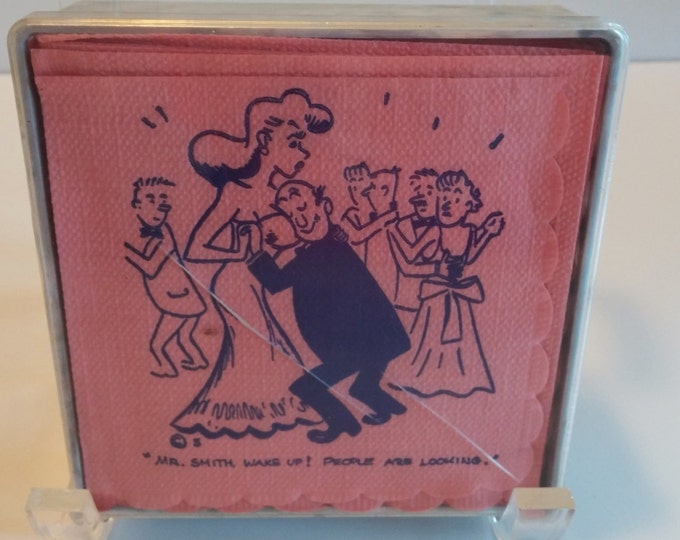 © S
"MR. SMITH, WAKE UP! PEOPLE ARE LOOKING."